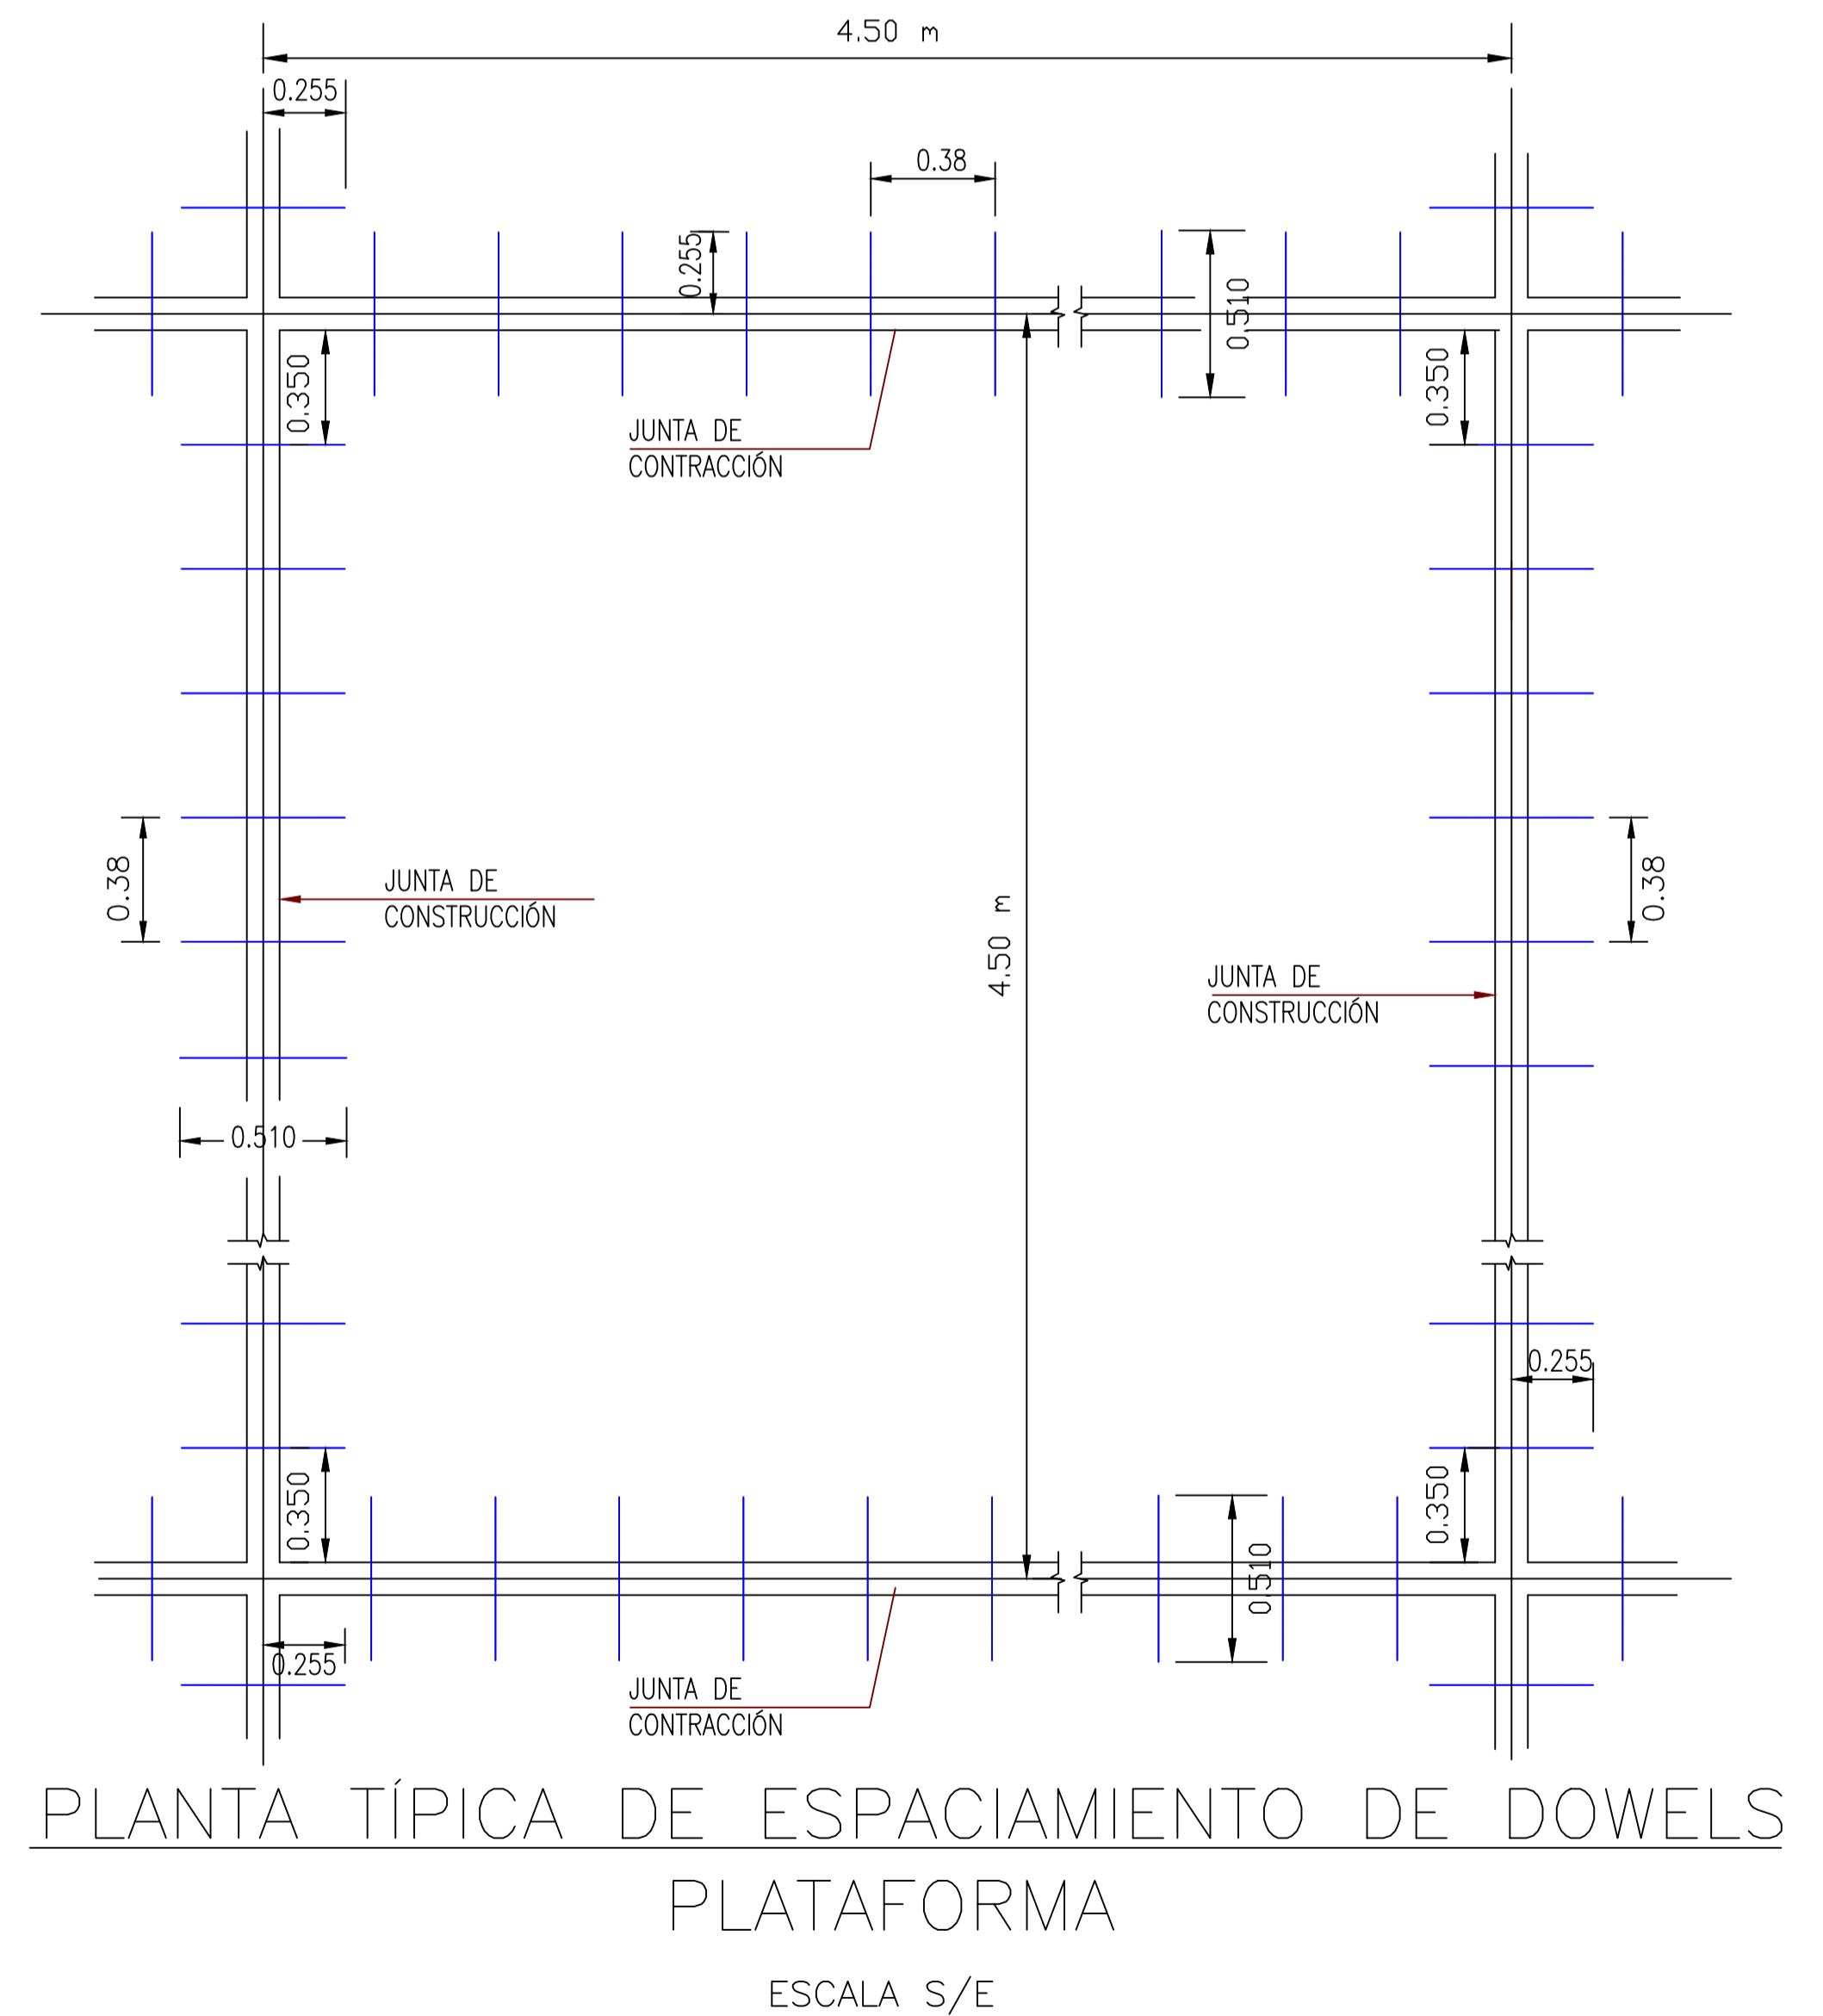 4.50 m
0.255
0.38
0.255
0.510
0.350
0.350
JUNTA DE
CONTRACCIÓN
0.38
JUNTA DE
CONSTRUCCIÓN
0.38
4.50 m
JUNTA DE
CONSTRUCCIÓN
0.510
0.255
0.350
0.350
0.510
0.255
JUNTA DE
CONTRACCIÓN
PLANTA TÍPICA DE ESPACIAMIENTO DE DOWELS
PLATAFORMA
ESCALA S/E